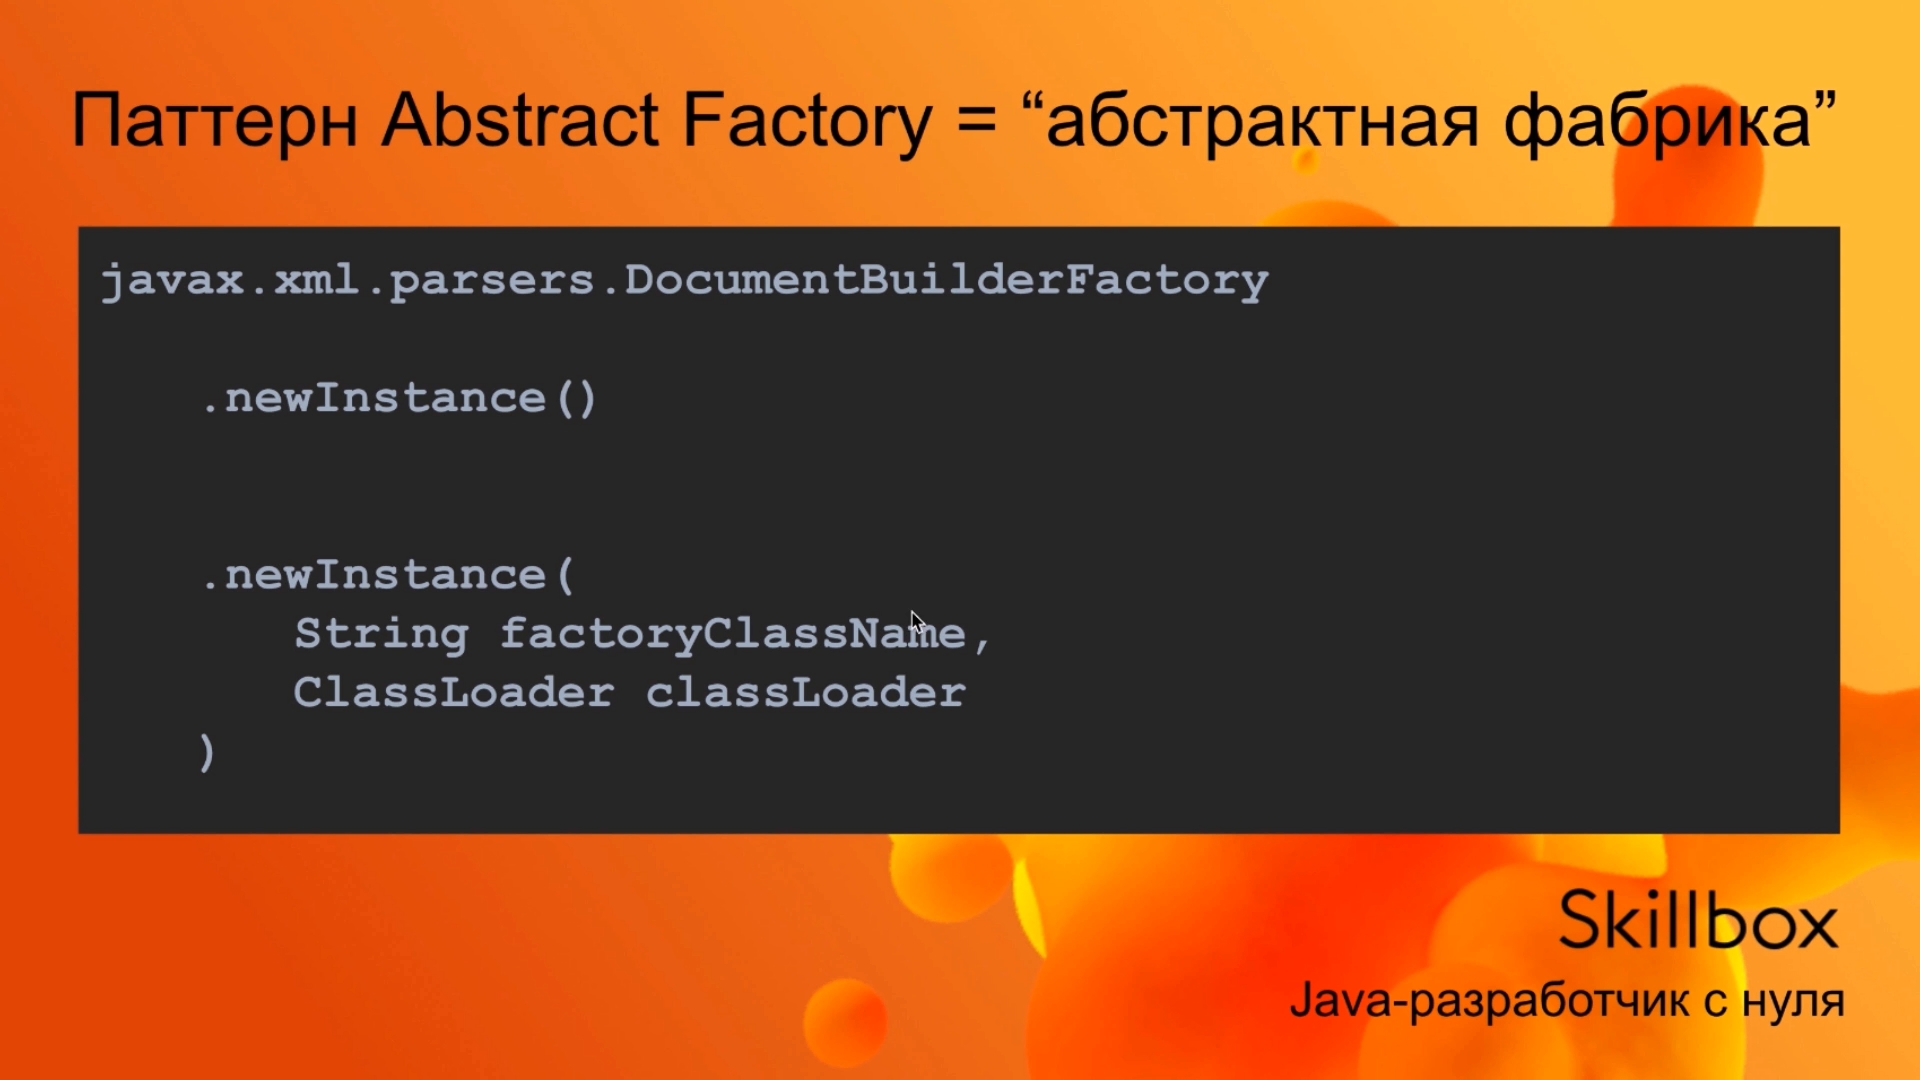 Паттерн Abstract Factory = “абстрактная фабрика”
javax.xml.parsers.DocumentBuilderFactory
.newInstance()
.newInstance(
String factoryClassName,
ClassLoader classLoader
)
Skillbox
Java-разработчик с нуля